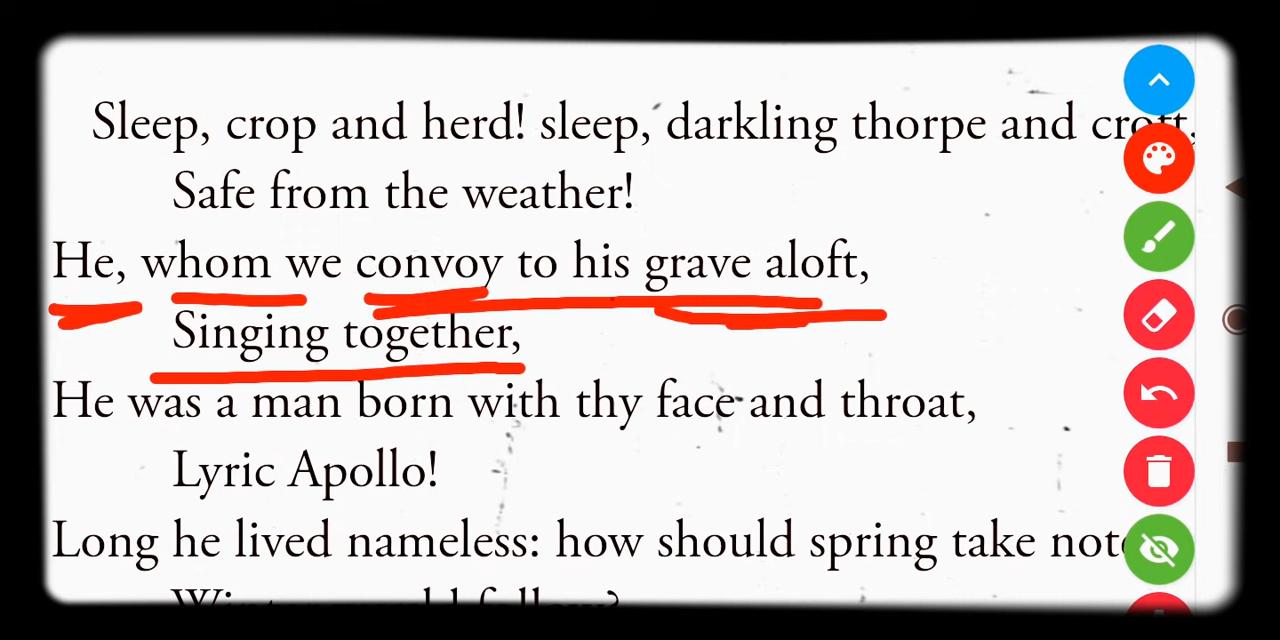 Sleep, crop and herd! sleep, darkling thorpe and croft,
Safe from the weather!
He, whom we convoy to his grave aloft,
Singing together,
He was a man born with thy face and throat,
Lyric Apollo!
Long he lived nameless: how should spring take note